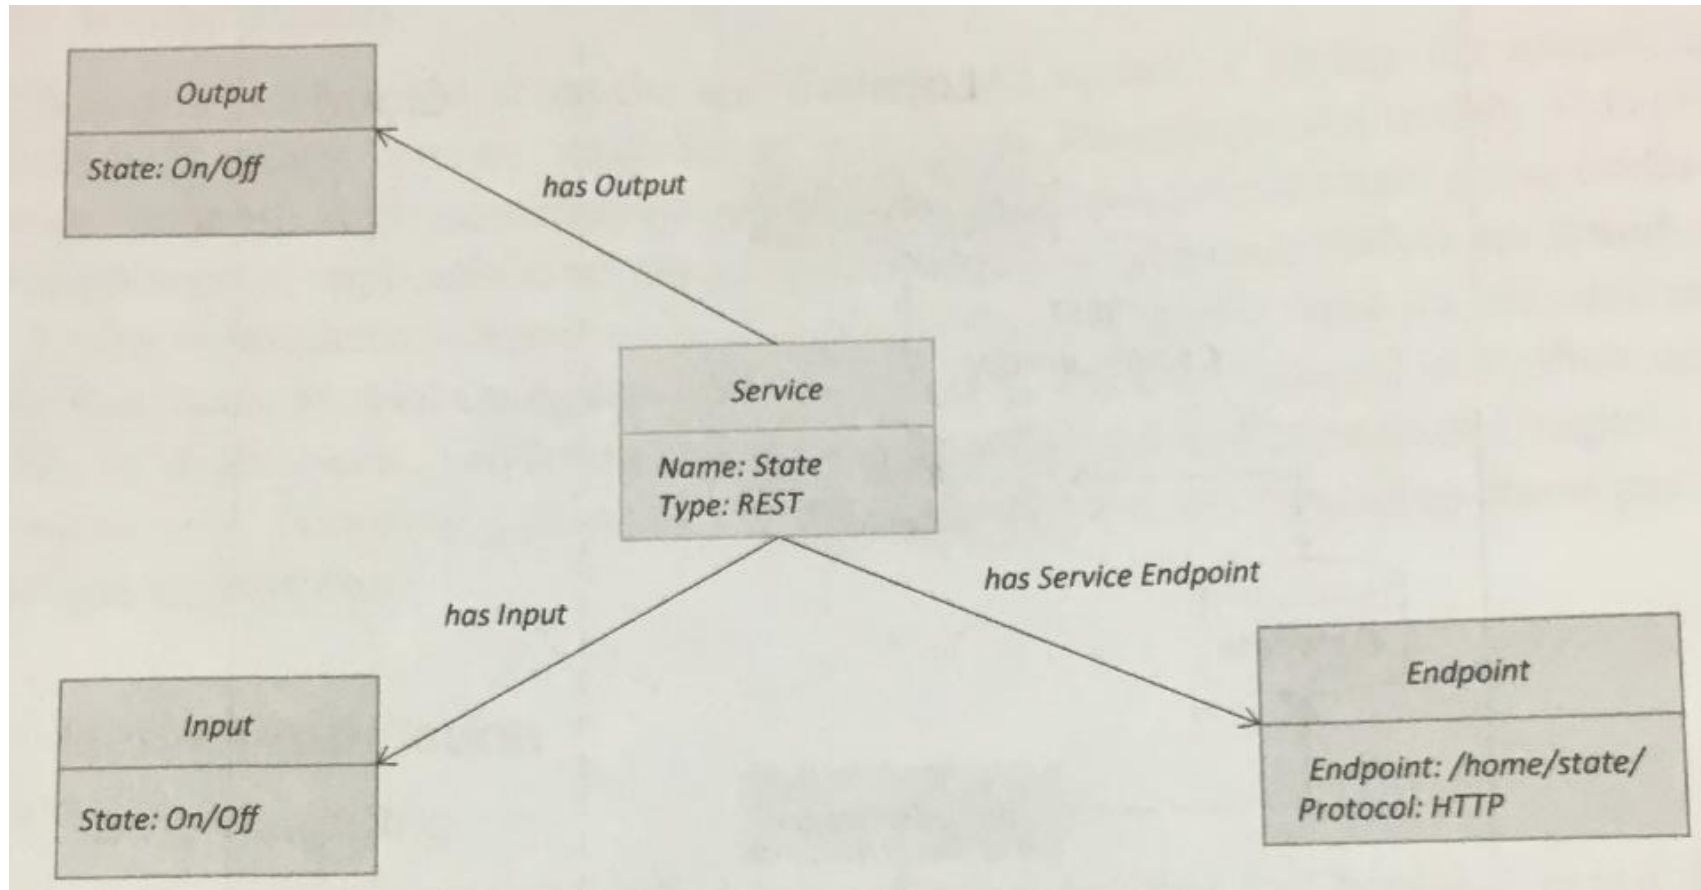 Output
State: On/Off
has Output
Service
Name: State
Type: REST
has Input
has Service Endpoint
Input
State: On/Off
Endpoint
Endpoint: /home/state/
Protocol: HTTP